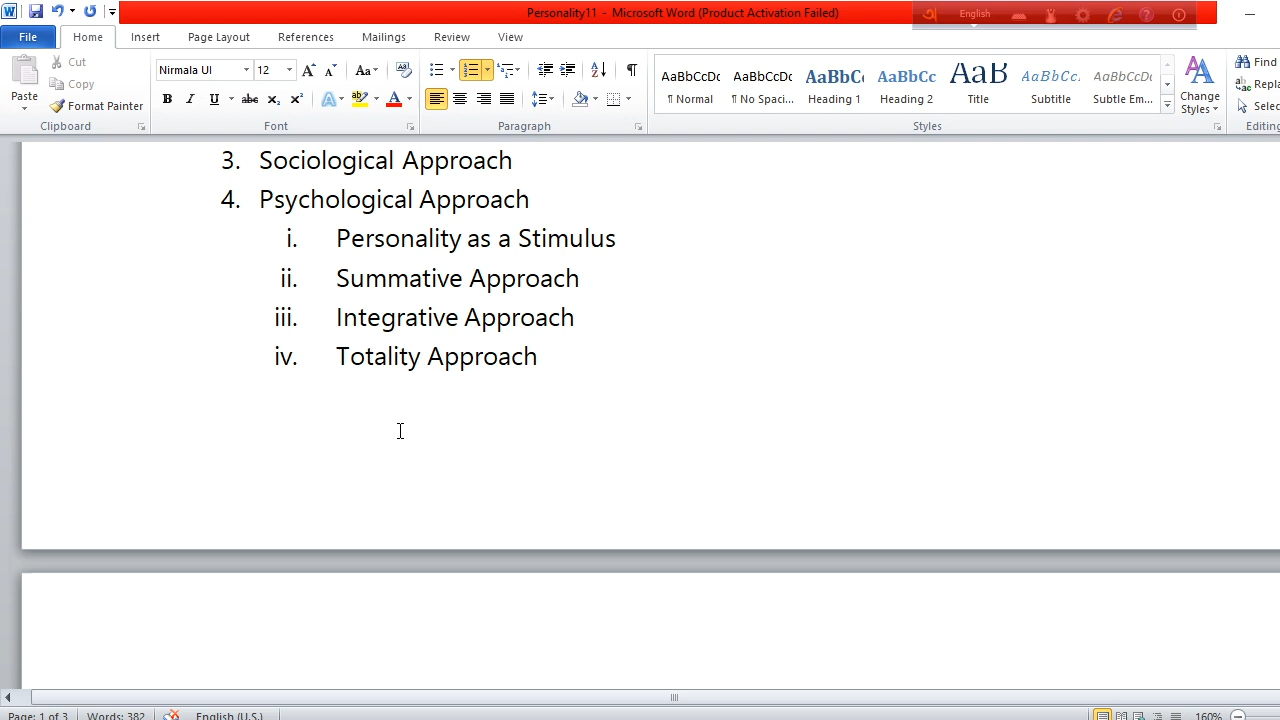 Personality11 - Microsoft Word (Product Activation Failed)
English
File Home Insert Page Layout References Mailings Review View
Paste
Cut
Copy
Format Painter
Clipboard
Nirmala UI 12
Font
Paragraph
AaBbCcDc AaBbCcDc AaBbC AaBbCc AaB AaBbCc. AaBbCcDc
¶ Normal ¶ No Spaci... Heading 1 Heading 2 Title Subtitle Subtle Em...
Change Styles
Styles
Find
Repla
Selec
Editing
3. Sociological Approach
4. Psychological Approach
i. Personality as a Stimulus
ii. Summative Approach
iii. Integrative Approach
iv. Totality Approach
Page: 1 of 3 Words: 382 English (U.S.) 160%